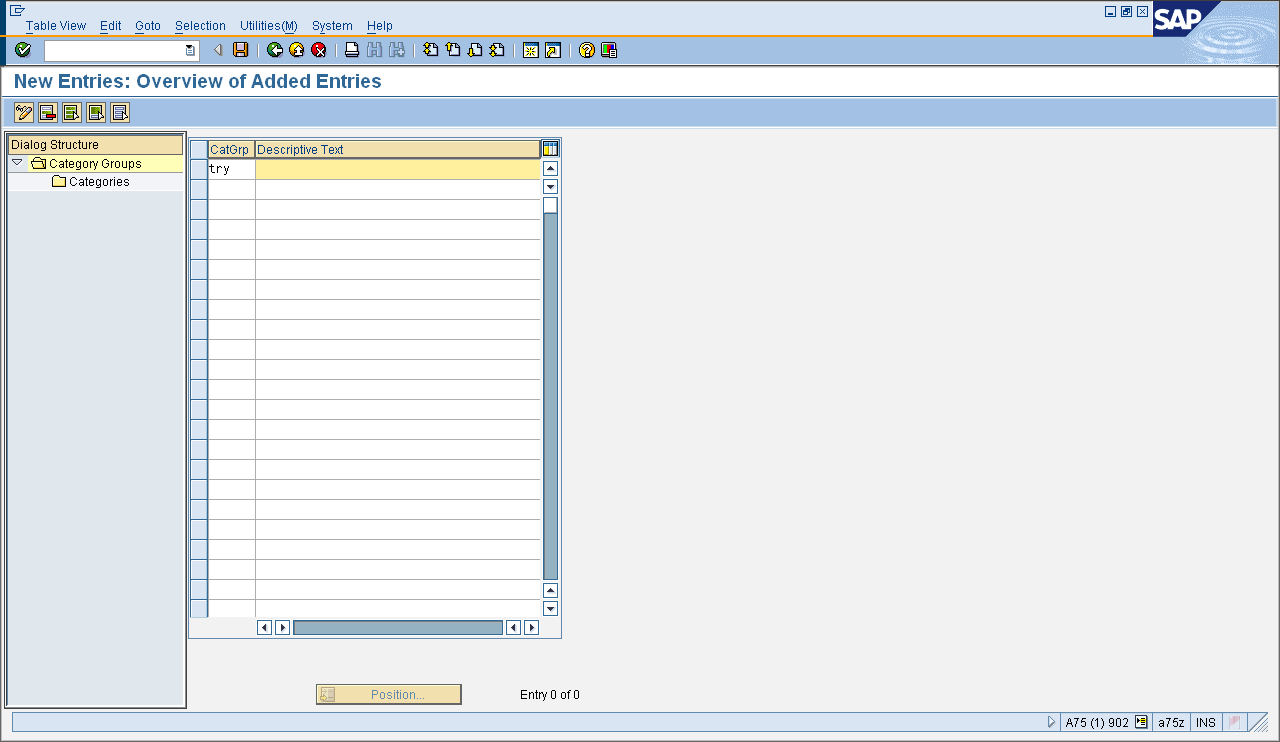 Table View Edit Goto Selection Utilities(M) System Help
SAP
New Entries: Overview of Added Entries
Dialog Structure
Category Groups
Categories
CatGrp Descriptive Text
try
Position... Entry 0 of 0
A75 (1) 902 a75z INS